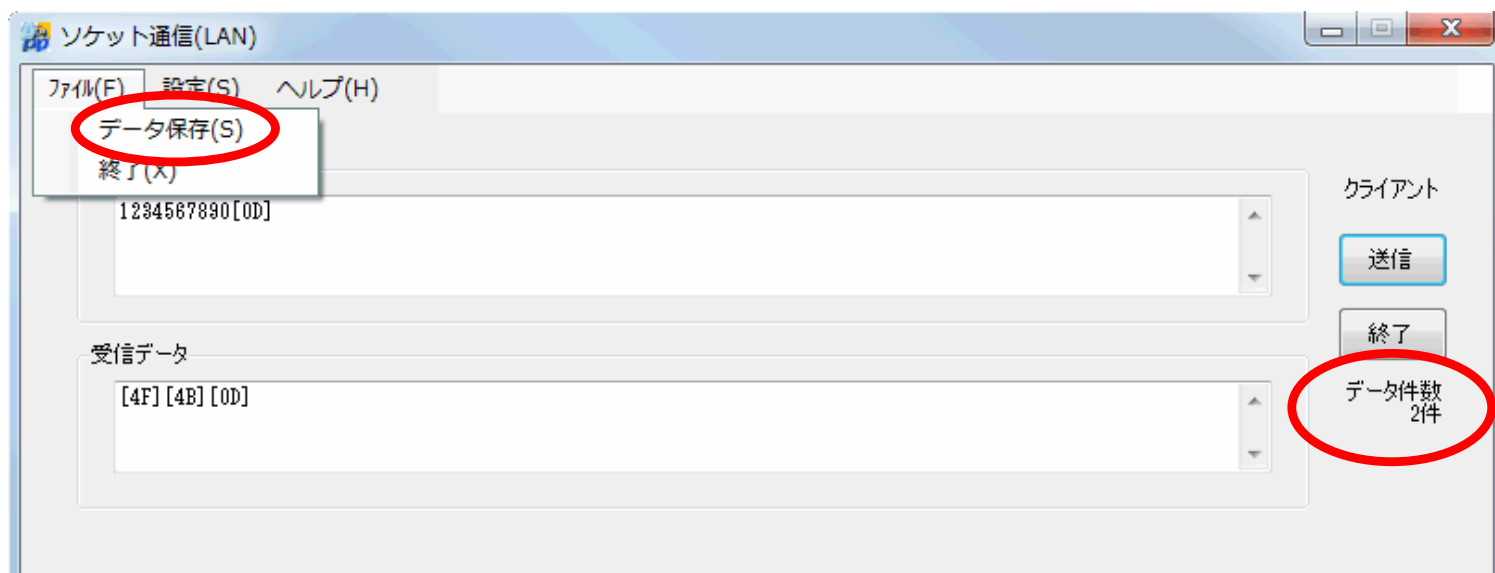 ソケット通信(LAN)
ファイル(F) 設定(S) ヘルプ(H)
データ保存(S)
終了(X)
クライアント
1234567890[0D]
送信
終了
受信データ
[4F][4B][0D]
データ件数
2件